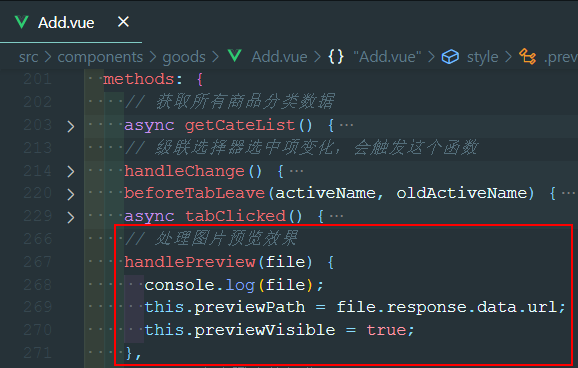 Add.vue ×
src > components > goods > Add.vue > {} "Add.vue" > style > .prev
201 methods: {
202 // 获取所有商品分类数据
203 > async getCateList() {…
213 // 级联选择器选中项变化，会触发这个函数
214 > handleChange() {…
220 > beforeTabLeave(activeName, oldActiveName) {…
229 > async tabClicked() {…
266 // 处理图片预览效果
267 handlePreview(file) {
268 console.log(file);
269 this.previewPath = file.response.data.url;
270 this.previewVisible = true;
271 },